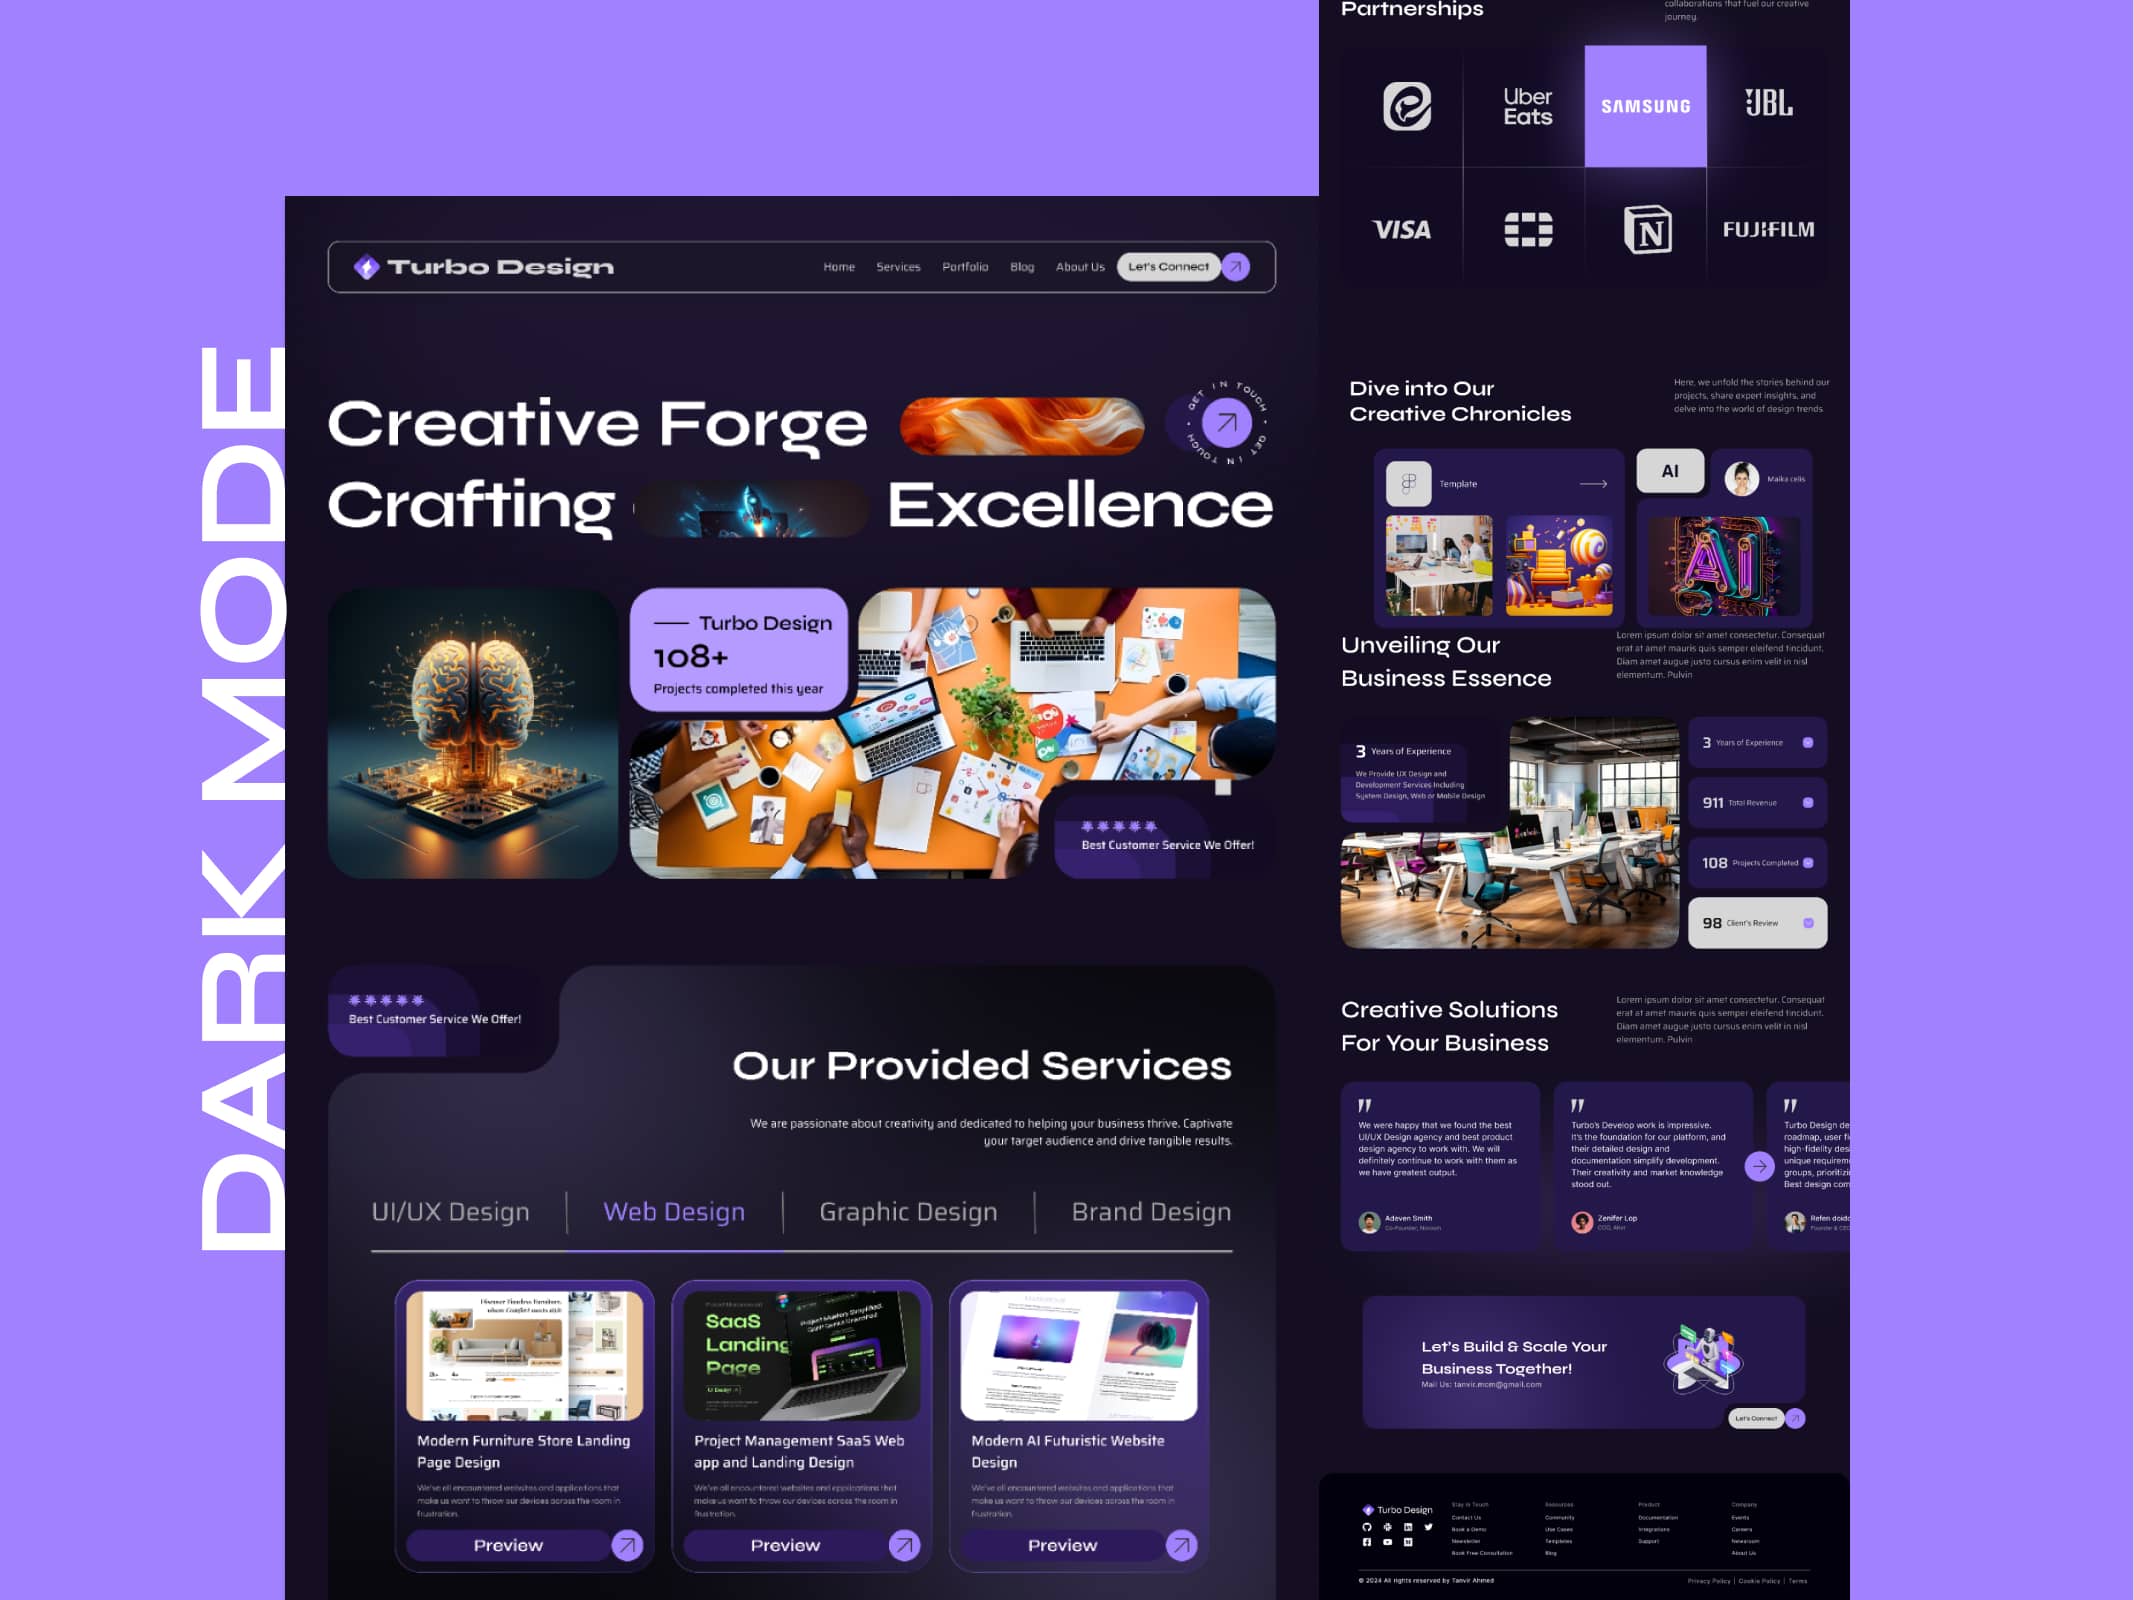 DARK MODE
Turbo Design
Home
Services
Portfolio
Blog
About Us
Let's Connect
Creative Forge
GET IN TOUCH • GET IN TOUCH •
Crafting
Excellence
Turbo Design
108+
Projects completed this year
Best Customer Service We Offer!
Best Customer Service We Offer!
Our Provided Services
We are passionate about creativity and dedicated to helping your business thrive. Captivate
your target audience and drive tangible results.
UI/UX Design
Web Design
Graphic Design
Brand Design
Discover Timeless Furniture,
where Comfort meets style
SaaS
Landing
Page
Modern Furniture Store Landing
Page Design
We've all encountered websites and applications that
make us want to throw our devices across the room in
frustration.
Preview
Project Management SaaS Web
app and Landing Design
We've all encountered websites and applications that
make us want to throw our devices across the room in
frustration.
Preview
Modern AI Futuristic Website
Design
We've all encountered websites and applications that
make us want to throw our devices across the room in
frustration.
Preview
Partnerships
collaborations that fuel our creative
journey.
Uber
Eats
SAMSUNG
JBL
VISA
N
FUJIFILM
Dive into Our
Creative Chronicles
Here, we unfold the stories behind our
projects, share expert insights, and
delve into the world of design trends
Template
AI
Maika celis
AI
Unveiling Our
Business Essence
Lorem ipsum dolor sit amet consectetur. Consequat
erat at amet mauris quis semper eleifend tincidunt.
Diam amet augue justo cursus enim velit in nisl
elementum. Pulvin
3 Years of Experience
We Provide UX Design and
Development Services Including
System Design, Web or Mobile Design
3 Years of Experience
911 Total Revenue
108 Projects Completed
98 Client's Review
Creative Solutions
For Your Business
Lorem ipsum dolor sit amet consectetur. Consequat
erat at amet mauris quis semper eleifend tincidunt.
Diam amet augue justo cursus enim velit in nisl
elementum. Pulvin
We were happy that we found the best
UI/UX Design agency and best product
design agency to work with. We will
definitely continue to work with them as
we have greatest output.
Adeven Smith
Turbo's Develop work is impressive.
It's the foundation for our platform, and
their detailed design and
documentation simplify development.
Their creativity and market knowledge
stood out.
Zenifer Lop
Turbo Design de
roadmap, user fl
high-fidelity des
unique requirem
groups, prioritizi
Best design com
Refen doido
Founder & CEO
Let's Build & Scale Your
Business Together!
Mail Us: tanvir.mcm@gmail.com
Let's Connect
Turbo Design
Stay in Touch
Contact Us
Book a Demo
Newsletter
Book Free Consultation
Resources
Community
Use Cases
Templates
Blog
Product
Documentation
Integrations
Support
Company
Events
Careers
Newsroom
About Us
© 2024 All rights reserved by Tanvir Ahmed
Privacy Policy | Cookie Policy | Terms